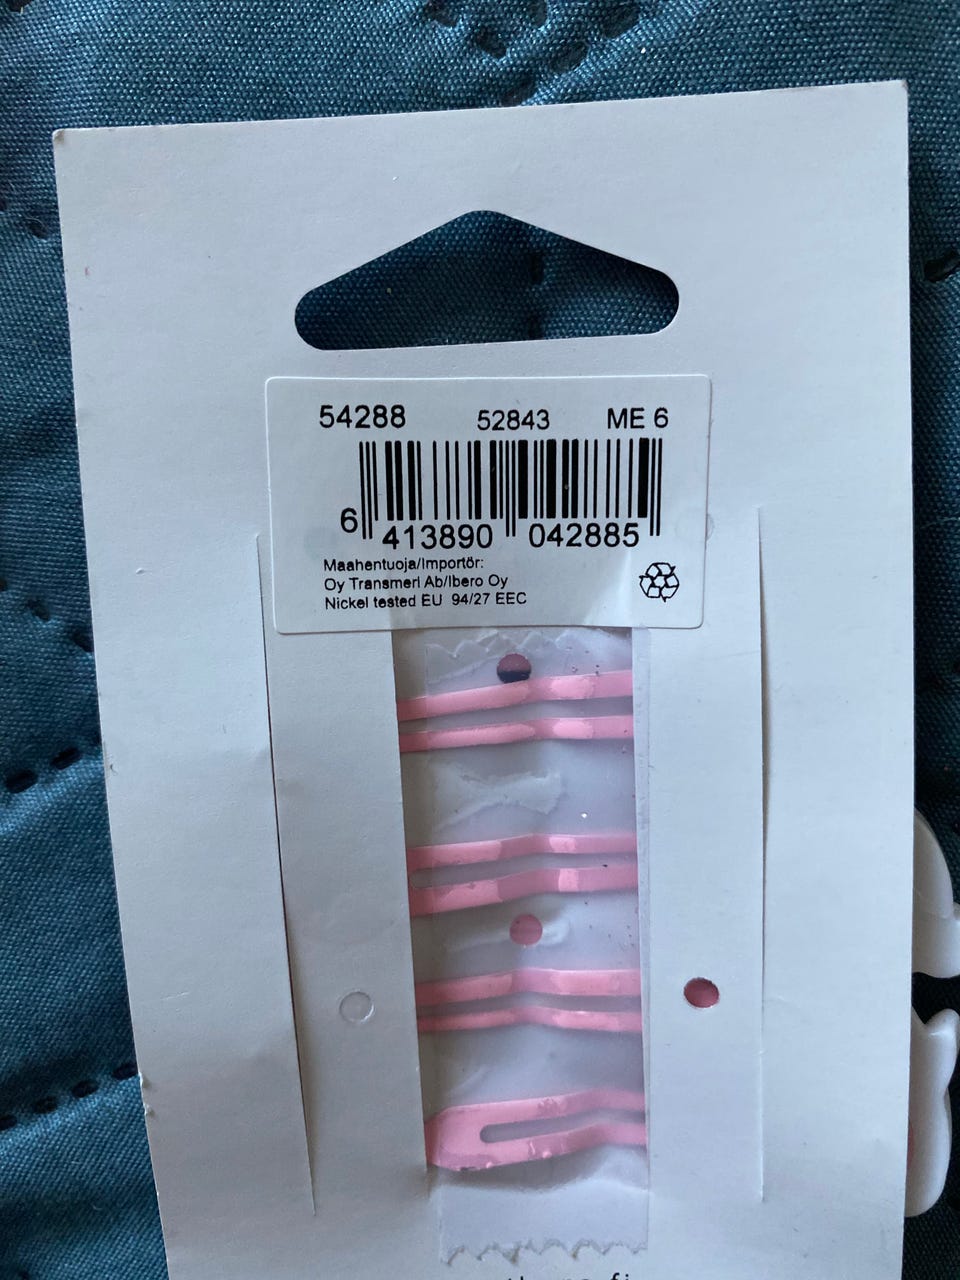 54288 52843 ME 6
6 413890 042885
Maahentuoja/Importör:
Oy Transmeri Ab/Ibero Oy
Nickel tested EU 94/27 EEC